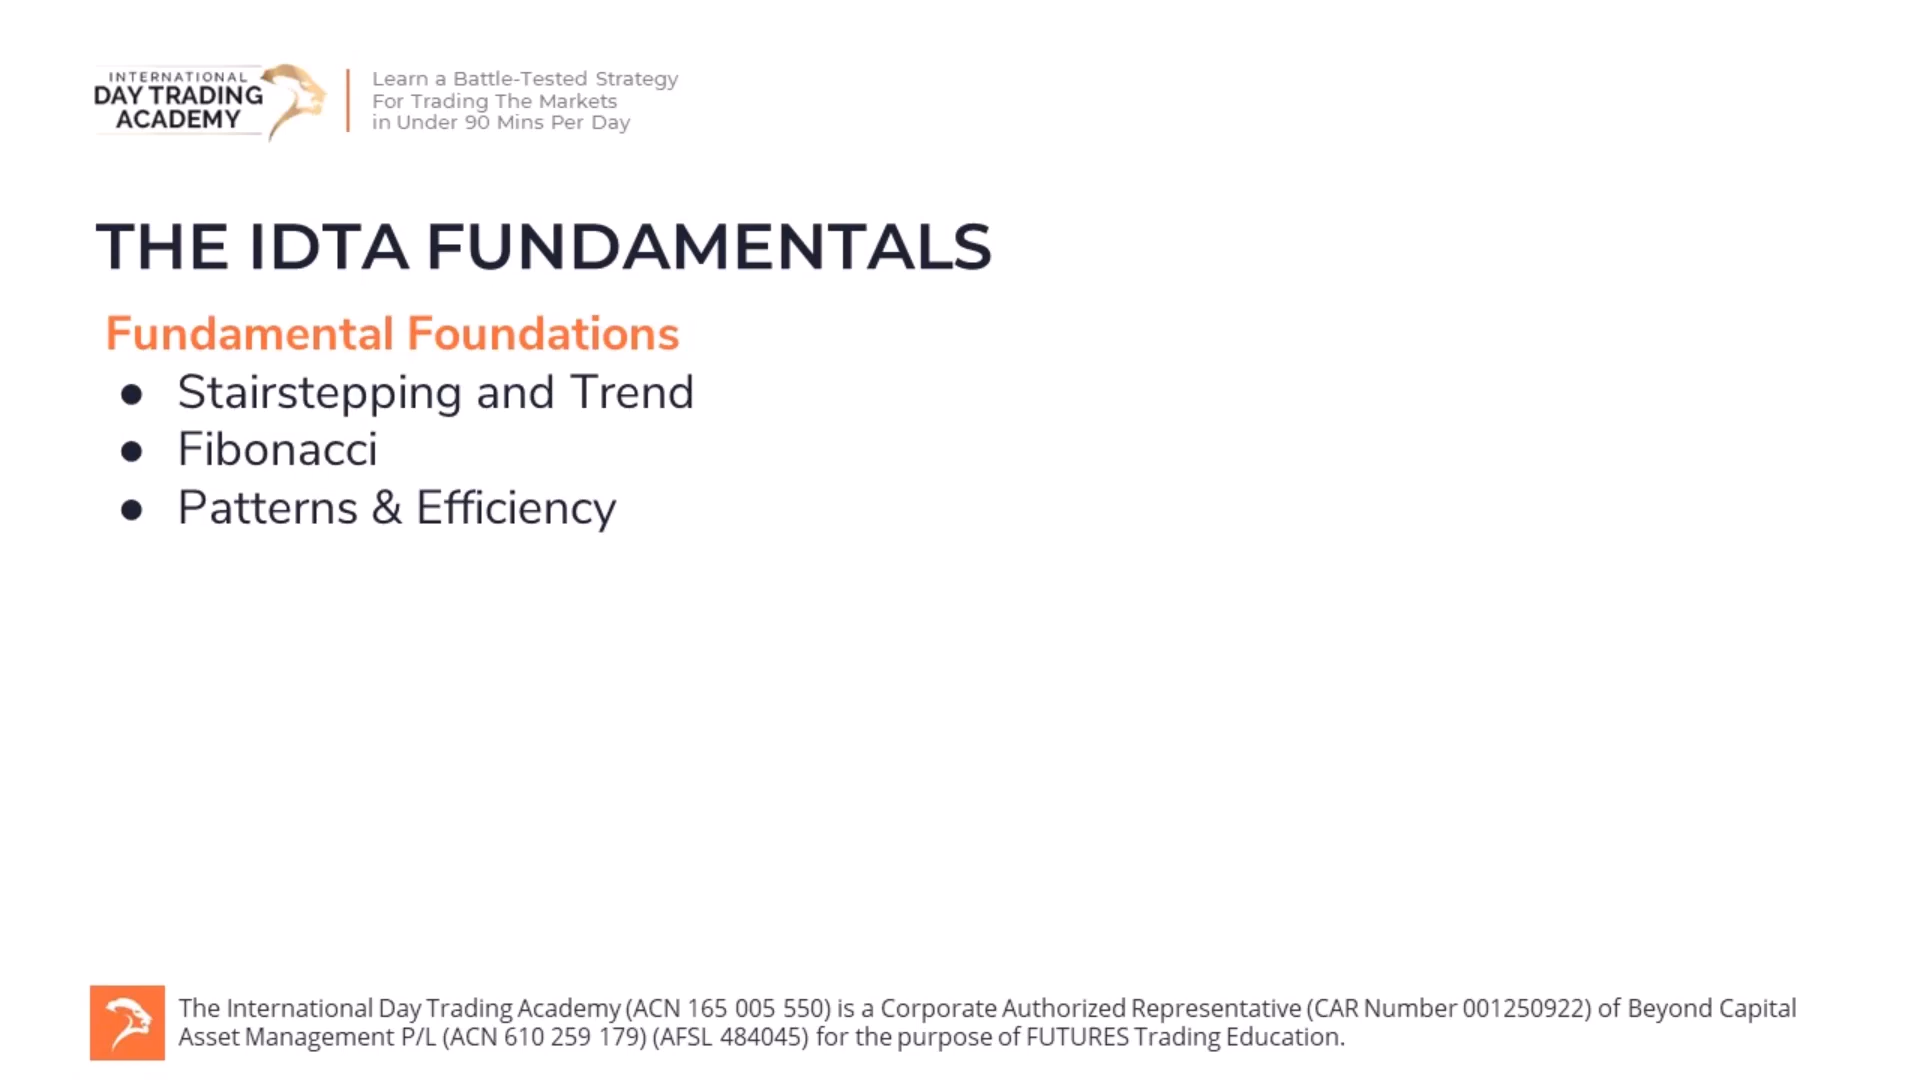 INTERNATIONAL
DAY TRADING
ACADEMY
Learn a Battle-Tested Strategy
For Trading The Markets
in Under 90 Mins Per Day
THE IDTA FUNDAMENTALS
Fundamental Foundations
● Stairstepping and Trend
● Fibonacci
● Patterns & Efficiency
The International Day Trading Academy (ACN 165 005 550) is a Corporate Authorized Representative (CAR Number 001250922) of Beyond Capital
Asset Management P/L (ACN 610 259 179) (AFSL 484045) for the purpose of FUTURES Trading Education.